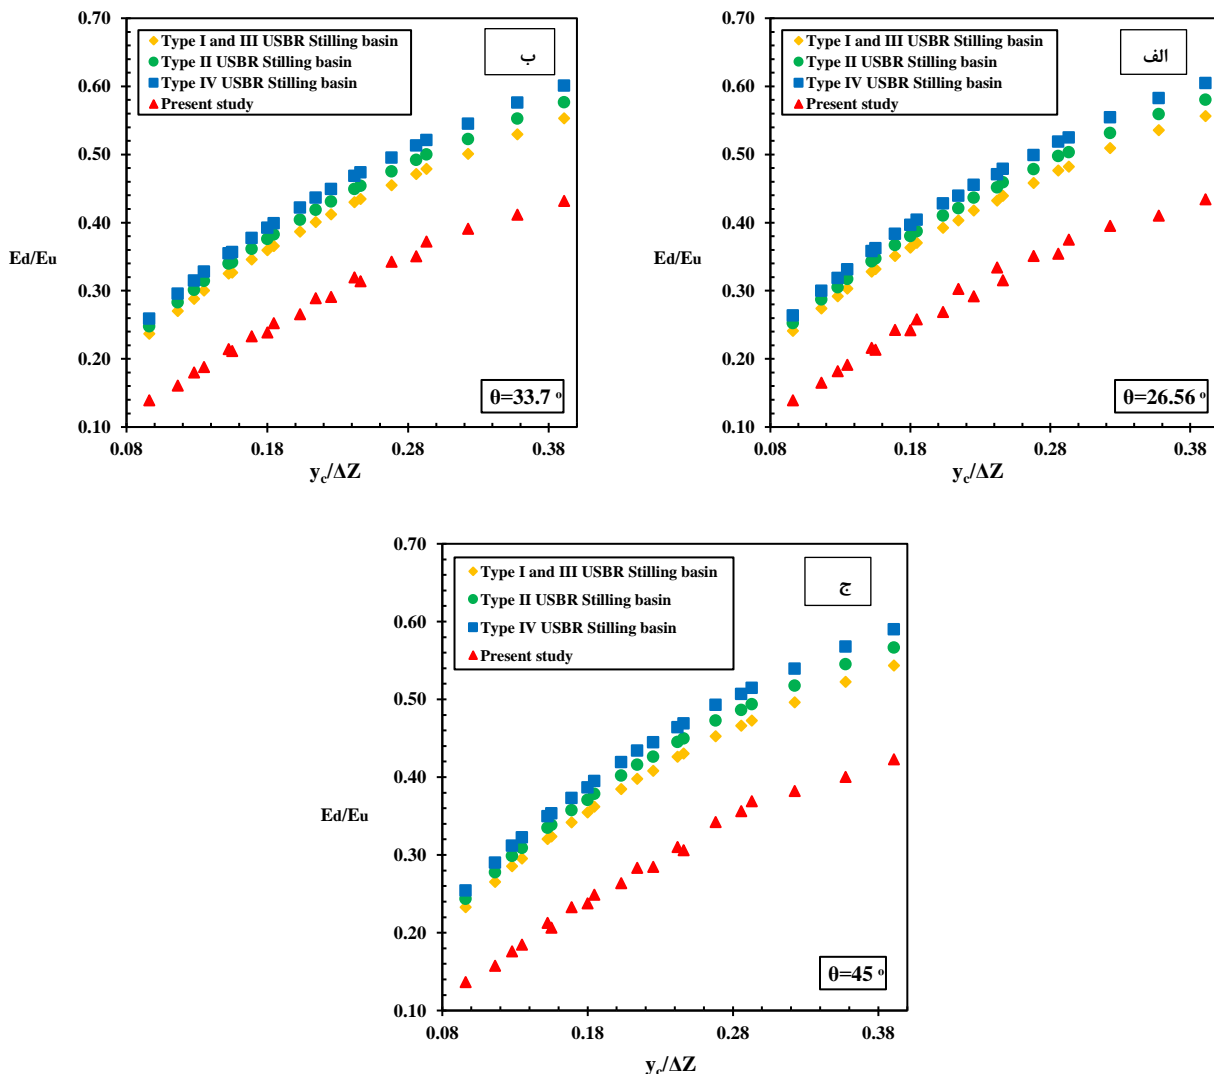 0.70
0.60
0.50
0.40
0.30
0.20
0.10
Ed/Eu
Type I and III USBR Stilling basin
Type II USBR Stilling basin
Type IV USBR Stilling basin
Present study
ب
θ=33.7 o
0.08 0.18 0.28 0.38
yc/ΔZ
0.70
0.60
0.50
0.40
0.30
0.20
0.10
Ed/Eu
Type I and III USBR Stilling basin
Type II USBR Stilling basin
Type IV USBR Stilling basin
Present study
الف
θ=26.56 o
0.08 0.18 0.28 0.38
yc/ΔZ
0.70
0.60
0.50
0.40
0.30
0.20
0.10
Ed/Eu
Type I and III USBR Stilling basin
Type II USBR Stilling basin
Type IV USBR Stilling basin
Present study
ج
θ=45 o
0.08 0.18 0.28 0.38
yc/ΔZ